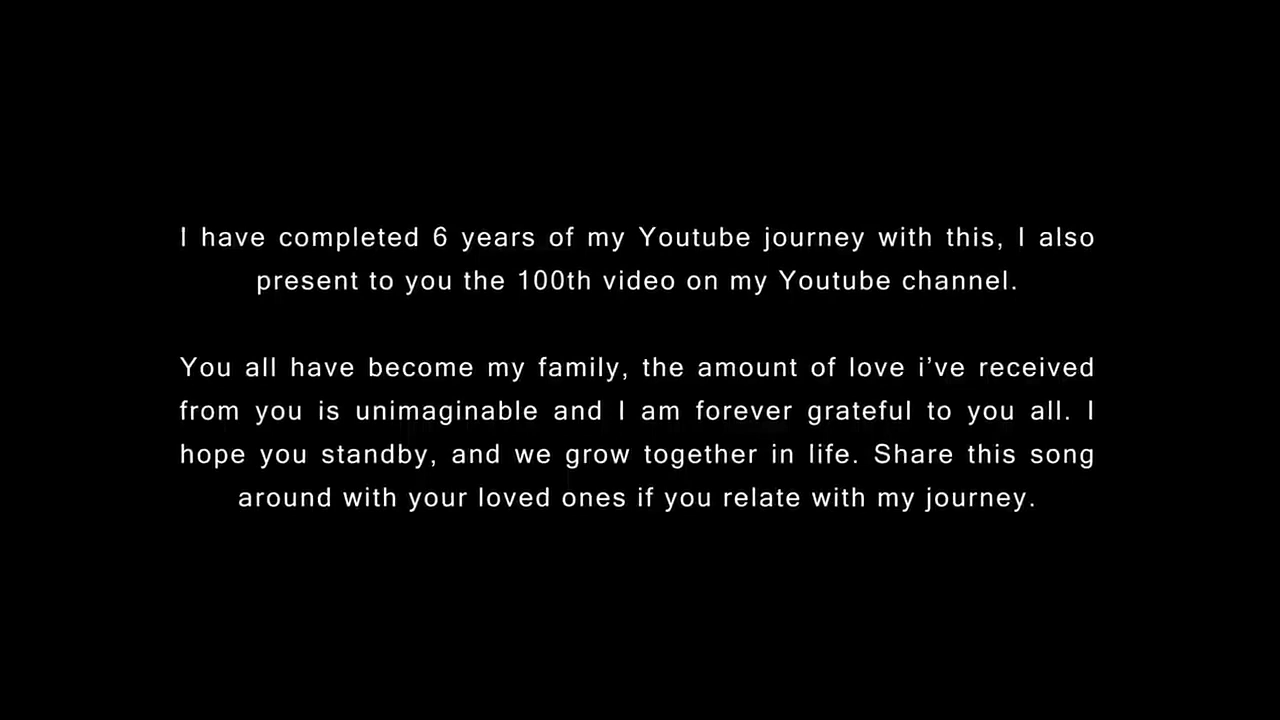 I have completed 6 years of my Youtube journey with this, I also
present to you the 100th video on my Youtube channel.
You all have become my family, the amount of love i’ve received
from you is unimaginable and I am forever grateful to you all. I
hope you standby, and we grow together in life. Share this song
around with your loved ones if you relate with my journey.